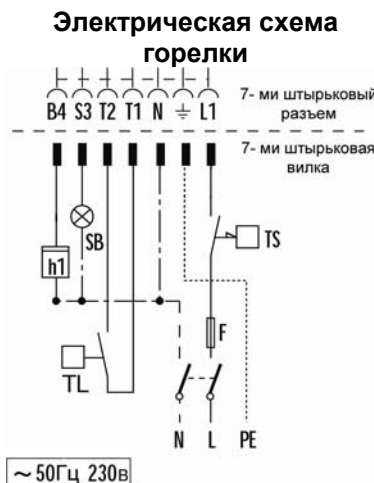 Электрическая схема
горелки
B4 S3 T2 T1 N L1
7- ми штырьковый
разъем
7- ми штырьковая
вилка
SB
TS
h1
F
TL
N L PE
~ 50Гц 230в